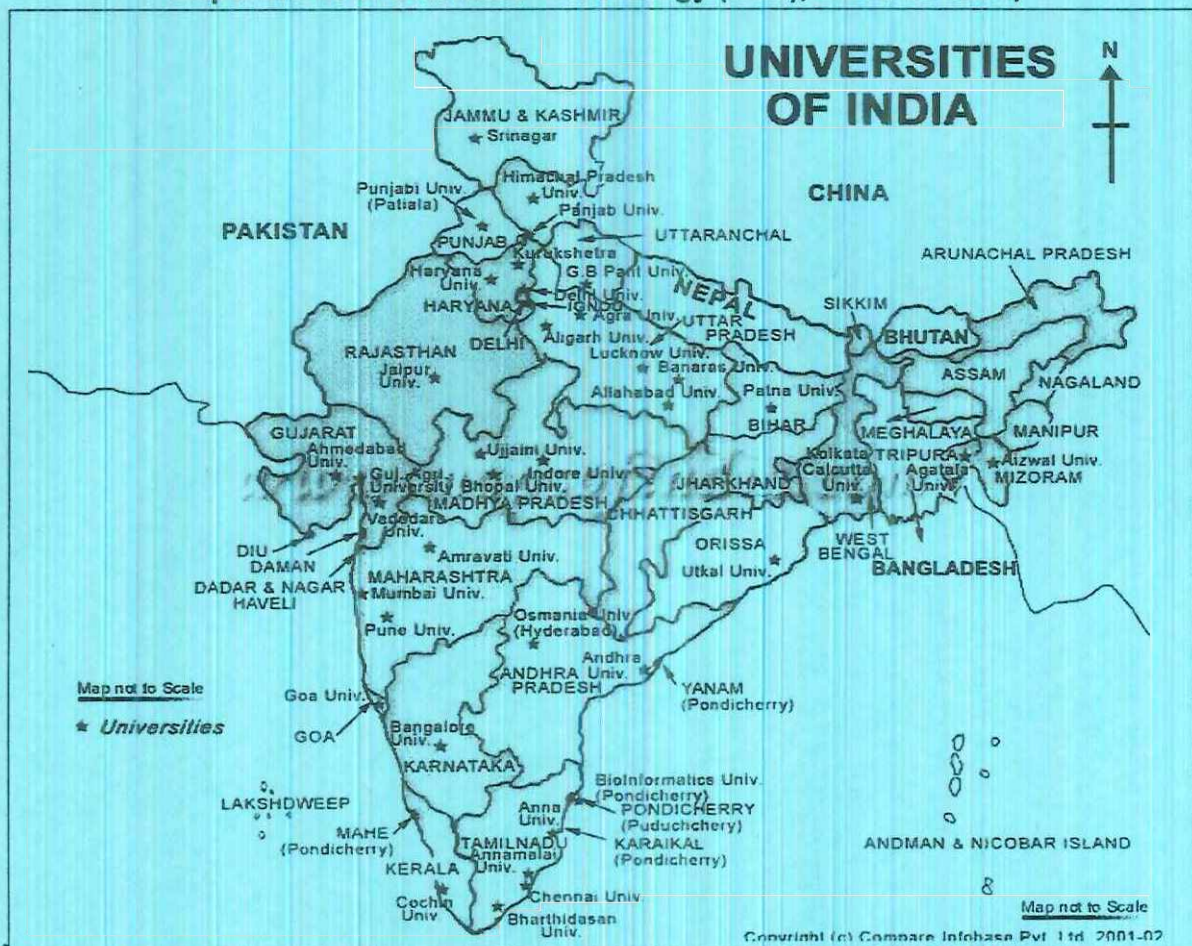 UNIVERSITIES
OF INDIA
N
JAMMU & KASHMIR
Srinagar
Himachal Pradesh
Univ.
Punjabi Univ.
(Patiala)
Panjab Univ.
CHINA
PAKISTAN
PUNJAB
UTTARANCHAL
Kurukshetra
ARUNACHAL PRADESH
Haryana
Univ.
G.B Pant Univ.
NEPAL
Delhi Univ.
IGNOU
HARYANA
SIKKIM
Agra Univ.
UTTAR
PRADESH
BHUTAN
DELHI
Aligarh Univ.
RAJASTHAN
Lucknow Univ.
Jaipur
Univ.
Banaras Univ.
ASSAM
NAGALAND
Allahabad Univ.
Patna Univ.
BIHAR
GUJARAT
MEGHALAYA
MANIPUR
Ahmedabad
Univ.
Ujjaini Univ.
Kolkata
(Calcutta)
Univ.
TRIPURA
Aizwal Univ.
Guj. Agri.
University
Indore Univ.
Bhopal Univ.
JHARKHAND
Agatala
Univ.
MIZORAM
MADHYA PRADESH
CHHATTISGARH
Vadodara
Univ.
ORISSA
WEST
BENGAL
DIU
DAMAN
Amravati Univ.
Utkal Univ.
BANGLADESH
DADAR & NAGAR
HAVELI
MAHARASHTRA
Mumbai Univ.
Pune Univ.
Osmania Univ
(Hyderabad)
Andhra
Univ.
ANDHRA
PRADESH
YANAM
(Pondicherry)
Map not to Scale
Goa Univ.
★ Universities
GOA
Bangalore
Univ.
KARNATAKA
Bioinformatics Univ.
(Pondicherry)
LAKSHDWEEP
PONDICHERRY
(Puduchchery)
Anna
Univ.
MAHE
(Pondicherry)
TAMILNADU
KARAIKAL
(Pondicherry)
ANDMAN & NICOBAR ISLAND
Annamalai
Univ.
KERALA
Cochin
Univ
Chennai Univ.
Bharthidasan
Univ.
Map not to Scale
Copyright (c) Compare Infobase Pvt. Ltd. 2001-02